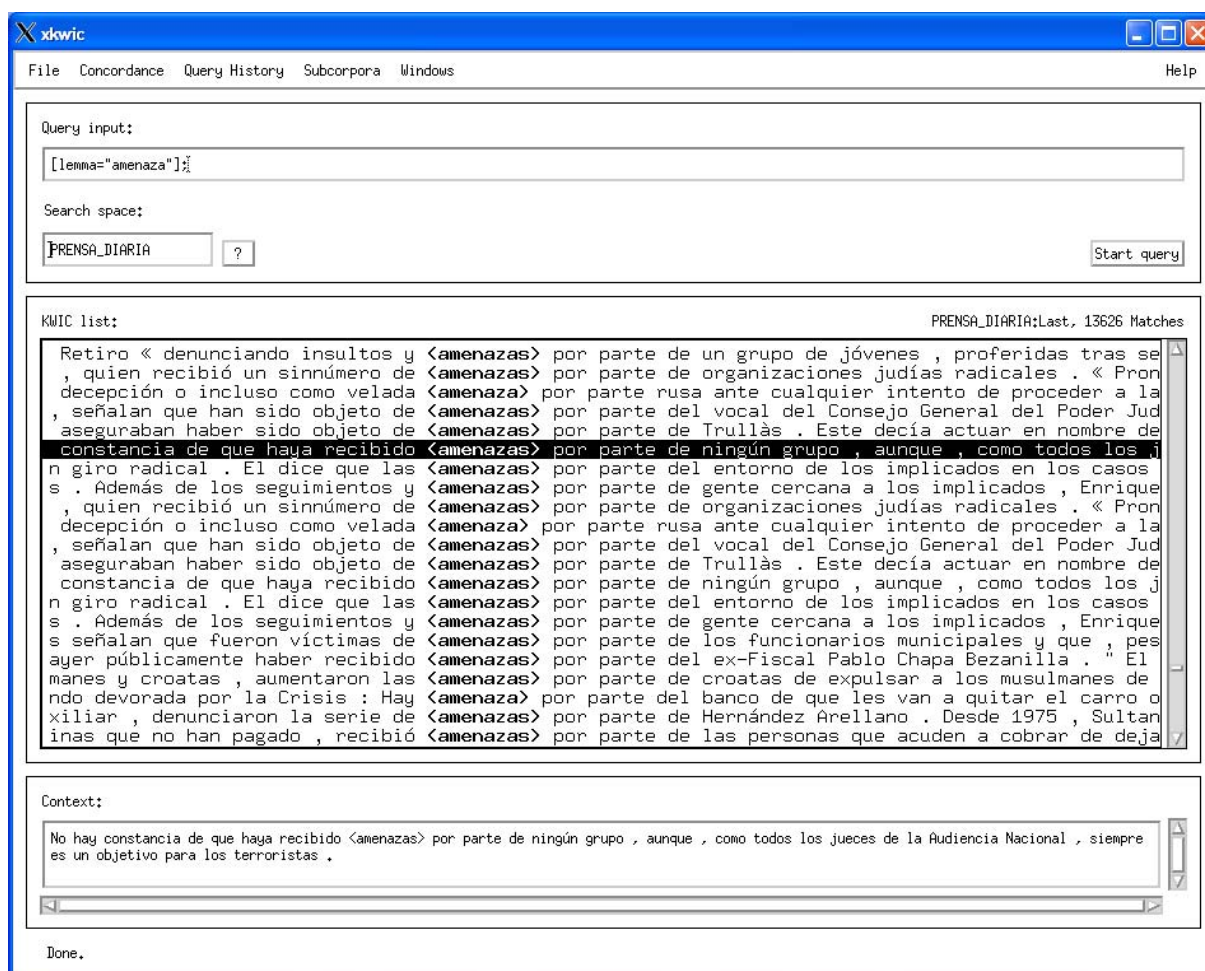 xkwic
File Concordance Query History Subcorpora Windows Help
Query input:
[lemma="amenaza"];
Search space:
PRENSA_DIARIA ? Start query
KWIC list: PRENSA_DIARIA:Last, 13626 Matches
Retiro « denunciando insultos y <amenazas> por parte de un grupo de jóvenes , proferidas tras se
, quien recibió un sinnúmero de <amenazas> por parte de organizaciones judías radicales . « Pron
decepción o incluso como velada <amenaza> por parte rusa ante cualquier intento de proceder a la
, señalan que han sido objeto de <amenazas> por parte del vocal del Consejo General del Poder Jud
aseguraban haber sido objeto de <amenazas> por parte de Trullàs . Este decía actuar en nombre de
constancia de que haya recibido <amenazas> por parte de ningún grupo , aunque , como todos los j
n giro radical . El dice que las <amenazas> por parte del entorno de los implicados en los casos
s . Además de los seguimientos y <amenazas> por parte de gente cercana a los implicados , Enrique
, quien recibió un sinnúmero de <amenazas> por parte de organizaciones judías radicales . « Pron
decepción o incluso como velada <amenaza> por parte rusa ante cualquier intento de proceder a la
, señalan que han sido objeto de <amenazas> por parte del vocal del Consejo General del Poder Jud
aseguraban haber sido objeto de <amenazas> por parte de Trullàs . Este decía actuar en nombre de
constancia de que haya recibido <amenazas> por parte de ningún grupo , aunque , como todos los j
n giro radical . El dice que las <amenazas> por parte del entorno de los implicados en los casos
s . Además de los seguimientos y <amenazas> por parte de gente cercana a los implicados , Enrique
s señalan que fueron víctimas de <amenazas> por parte de los funcionarios municipales y que , pes
ayer públicamente haber recibido <amenazas> por parte del ex-Fiscal Pablo Chapa Bezanilla . " El
manes y croatas , aumentaron las <amenazas> por parte de croatas de expulsar a los musulmanes de
ndo devorada por la Crisis : Hay <amenaza> por parte del banco de que les van a quitar el carro o
xiliar , denunciaron la serie de <amenazas> por parte de Hernández Arellano . Desde 1975 , Sultan
inas que no han pagado , recibió <amenazas> por parte de las personas que acuden a cobrar de deja
Context:
No hay constancia de que haya recibido <amenazas> por parte de ningún grupo , aunque , como todos los jueces de la Audiencia Nacional , siempre
es un objetivo para los terroristas .
Done.